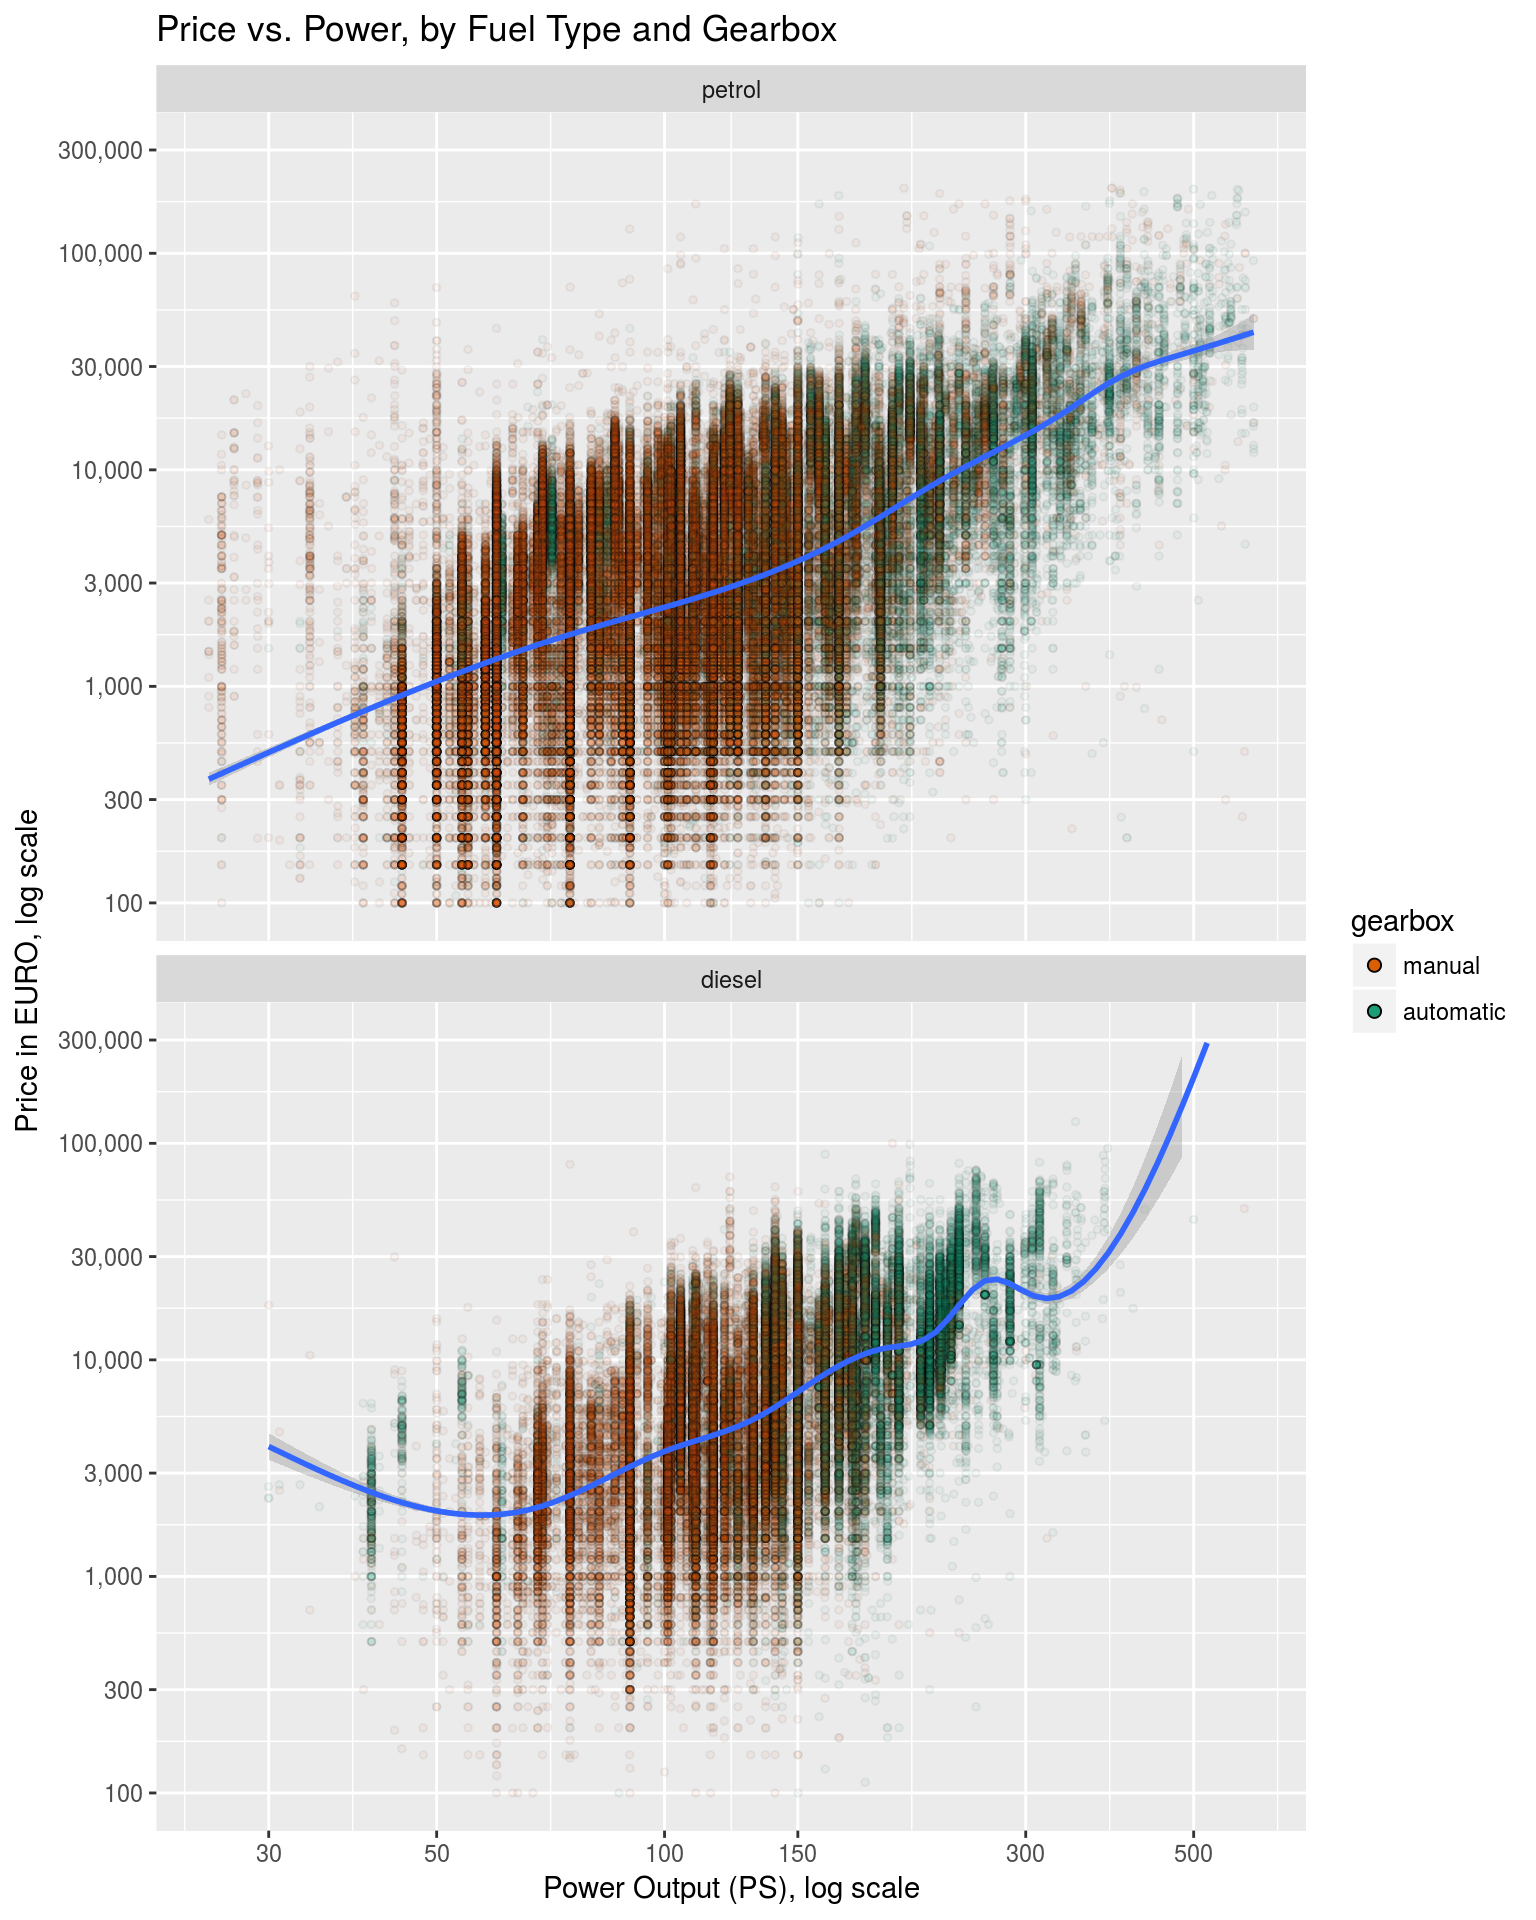 Price vs. Power, by Fuel Type and Gearbox
petrol
300,000
100,000
30,000
10,000
3,000
1,000
300
100
diesel
300,000
100,000
30,000
10,000
3,000
1,000
300
100
30 50 100 150 300 500
Power Output (PS), log scale
Price in EURO, log scale
gearbox
manual
automatic